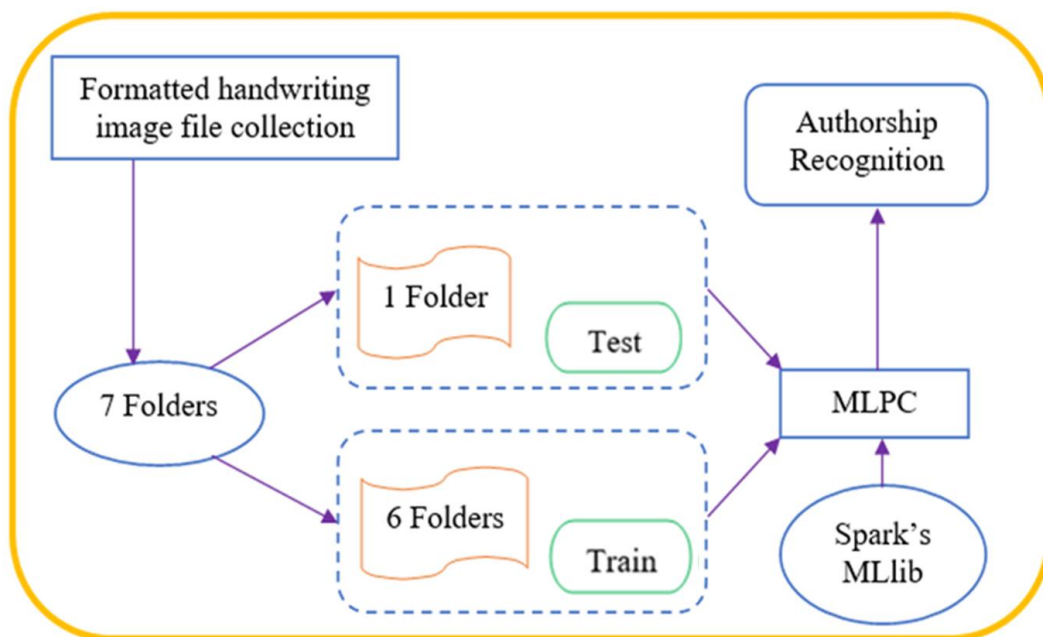 Formatted handwriting
image file collection
Authorship
Recognition
1 Folder
Test
7 Folders
MLPC
6 Folders
Train
Spark’s
MLlib